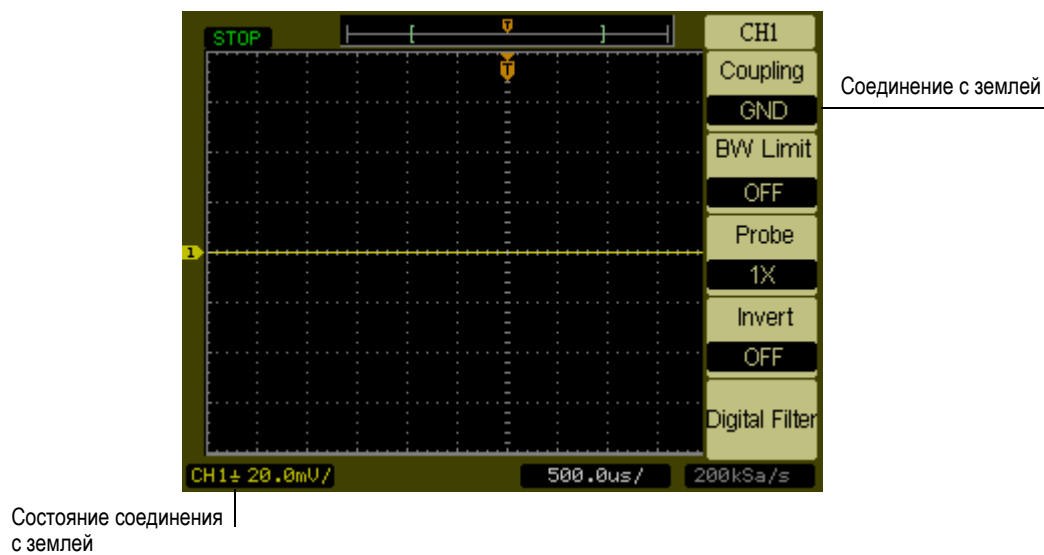 STOP
T
CH1
T
Coupling
GND
Соединение с землей
BW Limit
OFF
Probe
1
1X
Invert
OFF
Digital Filter
CH1⏚ 20.0mV/ 500.0us/ 200kSa/s
Состояние соединения
с землей